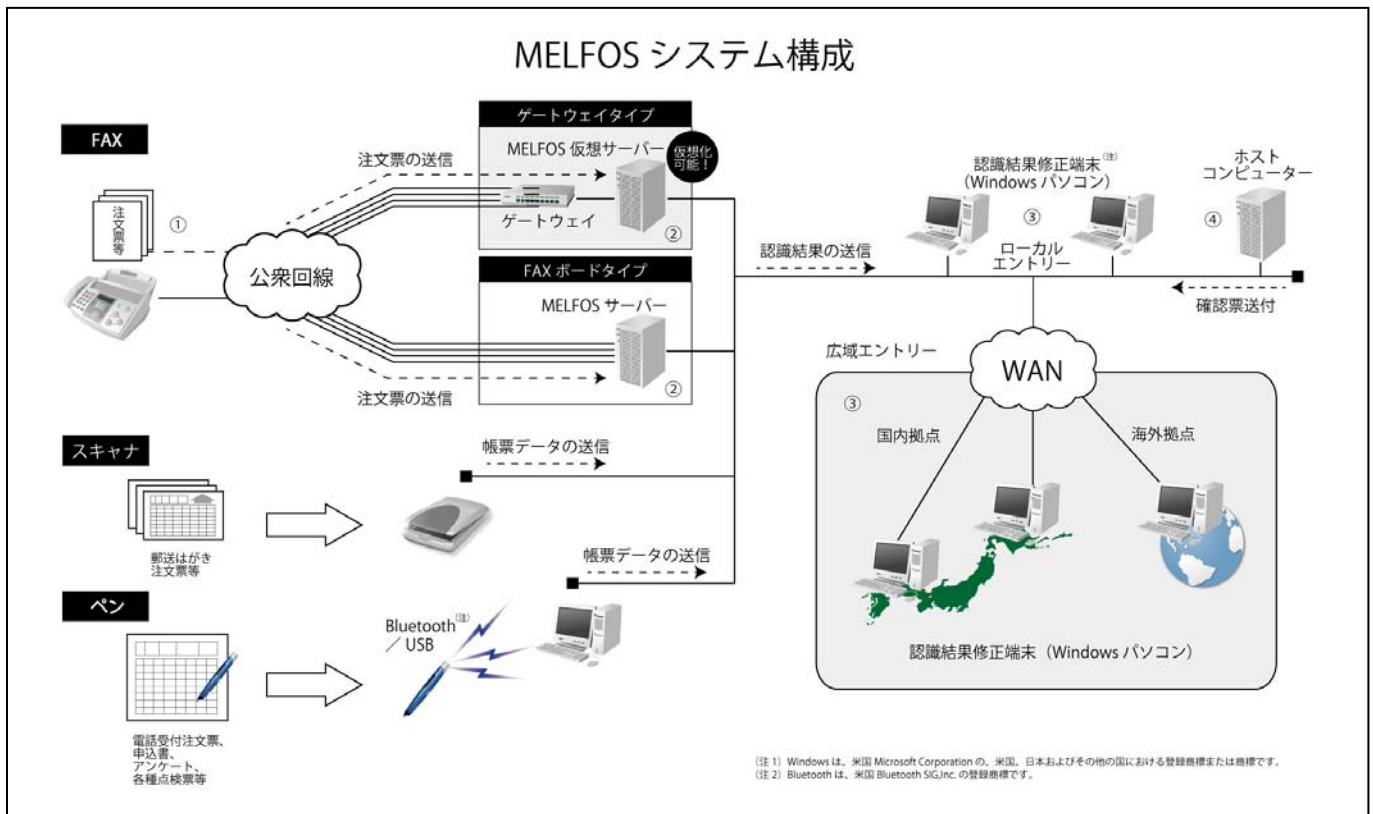 MELFOS システム構成
FAX
注文票等
①
公衆回線
注文票の送信
ゲートウェイタイプ
MELFOS 仮想サーバー
仮想化
可能！
ゲートウェイ
②
FAX ボードタイプ
MELFOS サーバー
②
注文票の送信
認識結果の送信
認識結果修正端末（注）
(Windows パソコン)
③
ローカル
エントリー
ホスト
コンピューター
④
確認票送付
広域エントリー
WAN
③
国内拠点
海外拠点
認識結果修正端末（Windows パソコン）
スキャナ
郵送はがき
注文票等
帳票データの送信
ペン
電話受付注文票、
申込書、
アンケート、
各種点検票等
Bluetooth（注）
／ USB
帳票データの送信
（注 1）Windows は、米国 Microsoft Corporation の、米国、日本およびその他の国における登録商標または商標です。
（注 2）Bluetooth は、米国 Bluetooth SIG,Inc. の登録商標です。